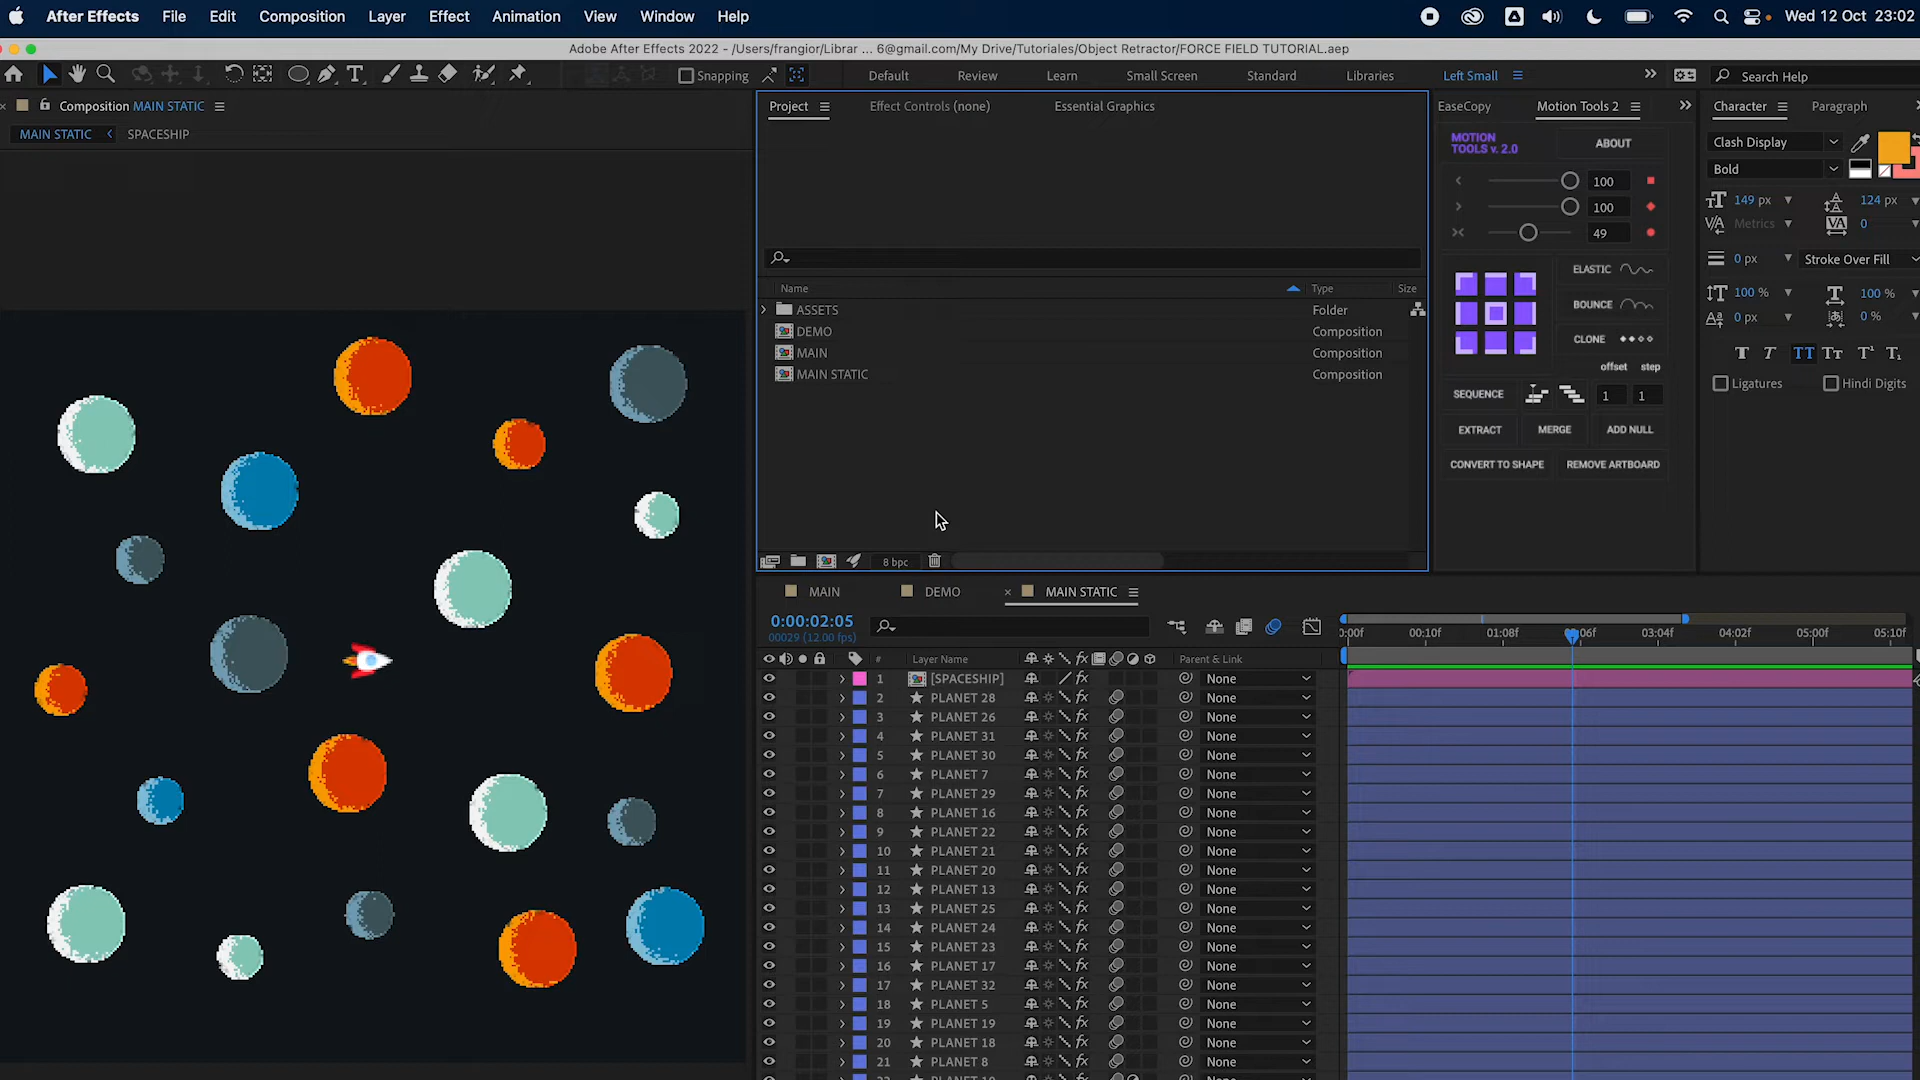 After Effects File Edit Composition Layer Effect Animation View Window Help Wed 12 Oct 23:02
Adobe After Effects 2022 - /Users/frangior/Librar ... 6@gmail.com/My Drive/Tutoriales/Object Retractor/FORCE FIELD TUTORIAL.aep
Snapping Default Review Learn Small Screen Standard Libraries Left Small Search Help
Composition MAIN STATIC
MAIN STATIC SPACESHIP
Project Effect Controls (none) Essential Graphics
Name Type Size
ASSETS Folder
DEMO Composition
MAIN Composition
MAIN STATIC Composition
8 bpc
EaseCopy Motion Tools 2
MOTION TOOLS v. 2.0 ABOUT
100
100
49
ELASTIC
BOUNCE
CLONE
offset step
SEQUENCE 1 1
EXTRACT MERGE ADD NULL
CONVERT TO SHAPE REMOVE ARTBOARD
Character Paragraph
Clash Display
Bold
149 px 124 px
Metrics 0
0 px Stroke Over Fill
100 % 100 %
0 px 0 %
Ligatures Hindi Digits
MAIN DEMO MAIN STATIC
0:00:02:05
00029 (12.00 fps)
00:10f 01:08f 03:04f 04:02f 05:00f 05:10f
# Layer Name Parent & Link
1 [SPACESHIP] None
2 PLANET 28 None
3 PLANET 26 None
4 PLANET 31 None
5 PLANET 30 None
6 PLANET 7 None
7 PLANET 29 None
8 PLANET 16 None
9 PLANET 22 None
10 PLANET 21 None
11 PLANET 20 None
12 PLANET 13 None
13 PLANET 25 None
14 PLANET 24 None
15 PLANET 23 None
16 PLANET 17 None
17 PLANET 32 None
18 PLANET 5 None
19 PLANET 19 None
20 PLANET 18 None
21 PLANET 8 None